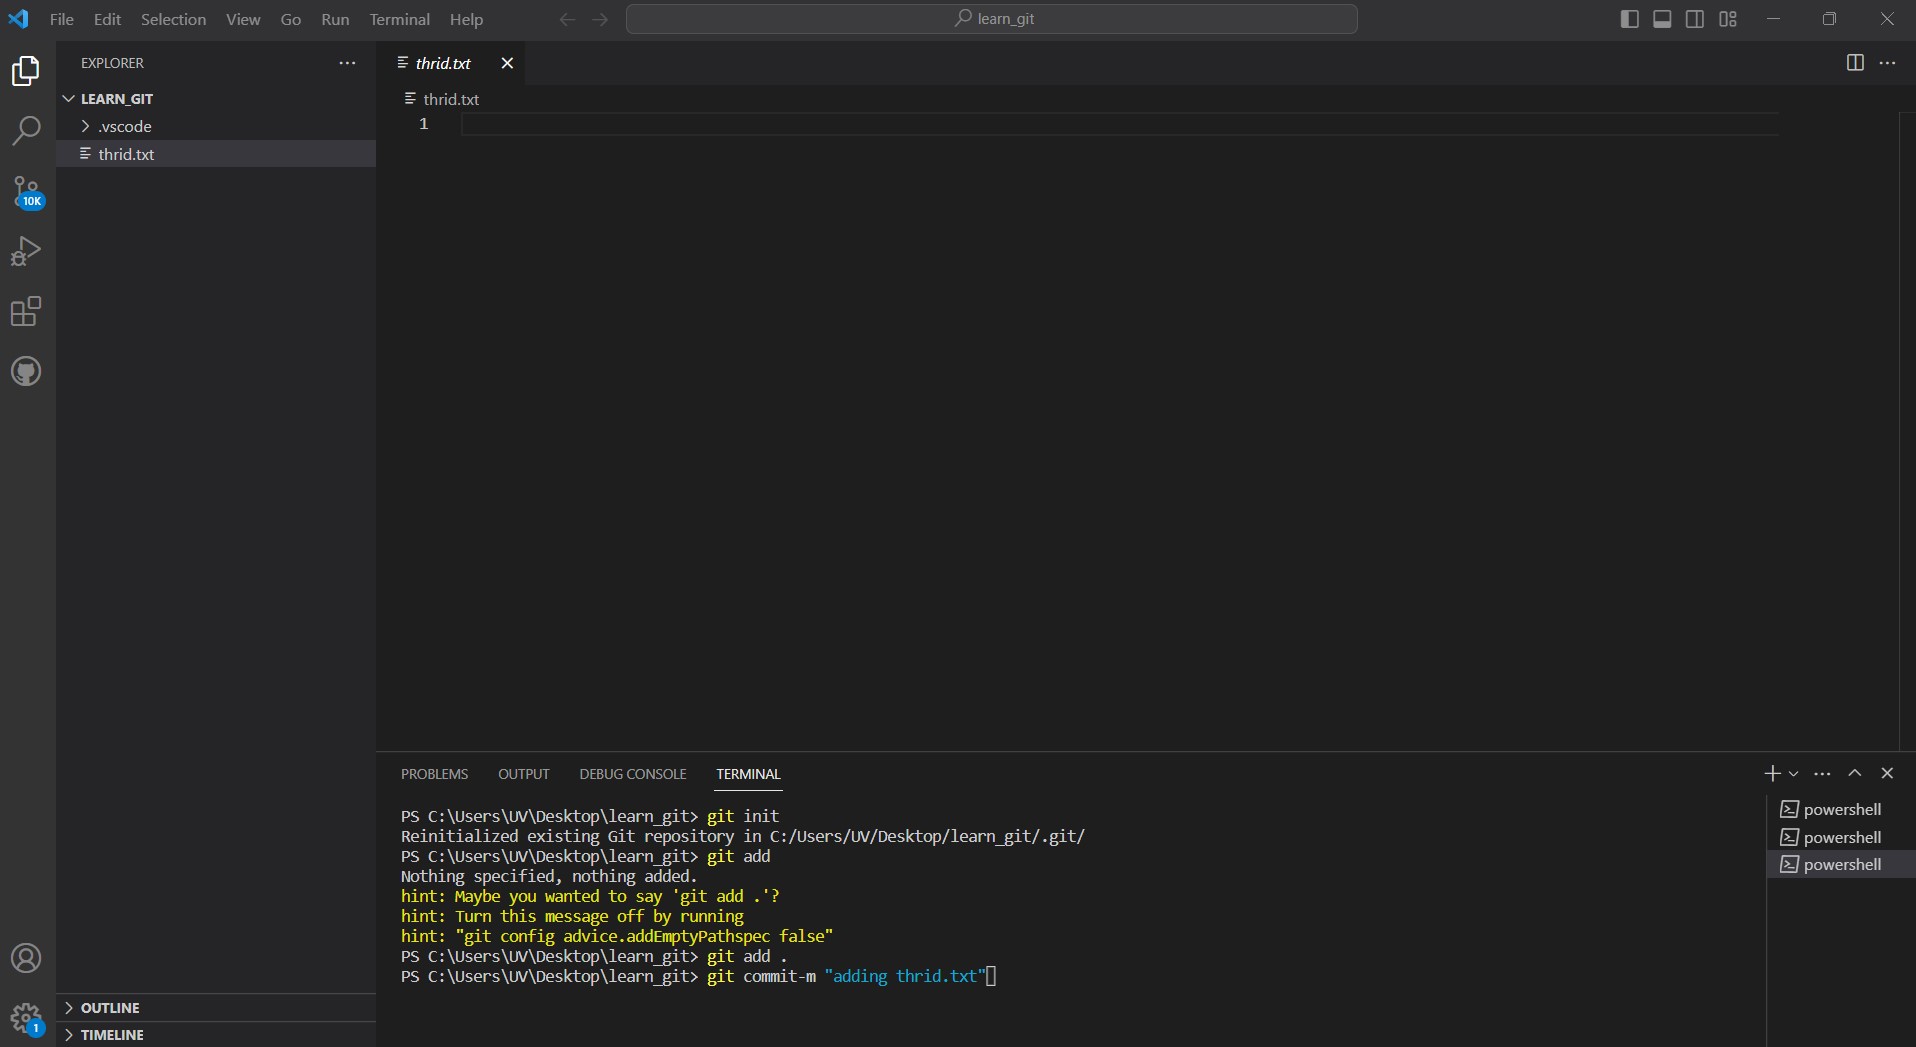 File Edit Selection View Go Run Terminal Help
learn_git
EXPLORER
LEARN_GIT
.vscode
thrid.txt
10K
thrid.txt
thrid.txt
1
PROBLEMS OUTPUT DEBUG CONSOLE TERMINAL
PS C:\Users\UV\Desktop\learn_git> git init
Reinitialized existing Git repository in C:/Users/UV/Desktop/learn_git/.git/
PS C:\Users\UV\Desktop\learn_git> git add
Nothing specified, nothing added.
hint: Maybe you wanted to say 'git add .'?
hint: Turn this message off by running
hint: "git config advice.addEmptyPathspec false"
PS C:\Users\UV\Desktop\learn_git> git add .
PS C:\Users\UV\Desktop\learn_git> git commit-m "adding thrid.txt"
powershell
powershell
powershell
OUTLINE
TIMELINE
1